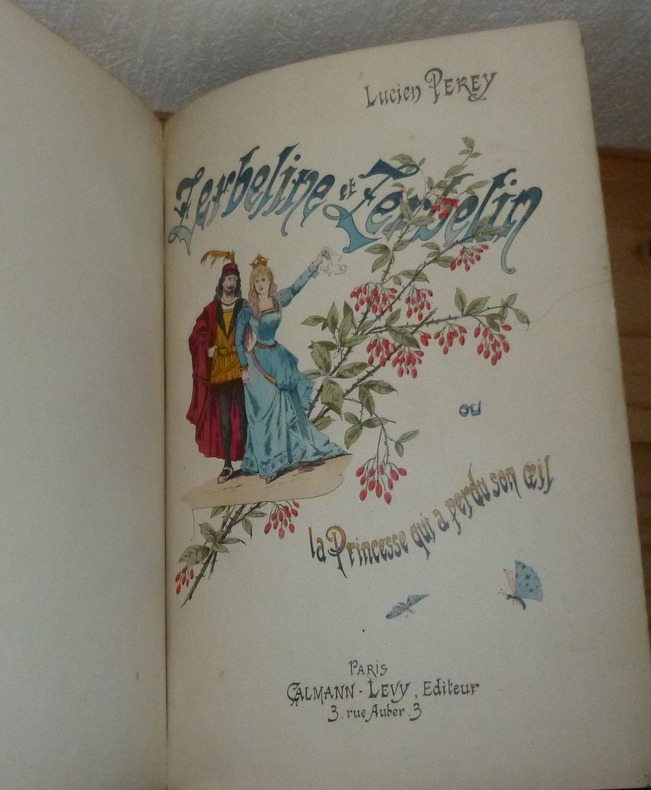 Lucien PEREY
Zerbeline et Zerbelin
ou
la Princesse qui a perdu son œil
PARIS
CALMANN-LEVY, Editeur
3. rue Auber. 3